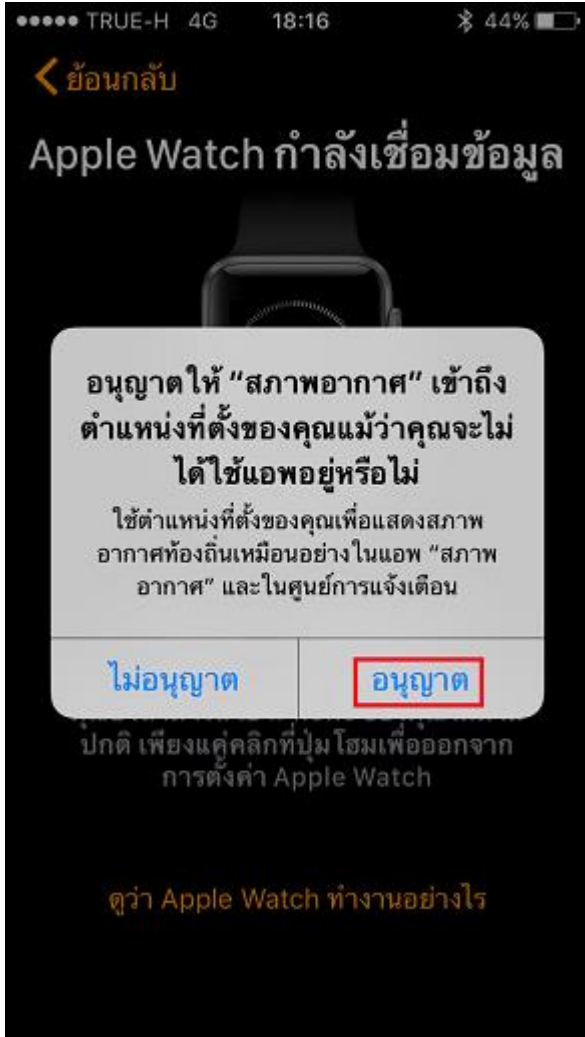 TRUE-H 4G 18:16 44%
ย้อนกลับ
Apple Watch กำลังเชื่อมข้อมูล
อนุญาตให้ “สภาพอากาศ” เข้าถึง
ตำแหน่งที่ตั้งของคุณแม้ว่าคุณจะไม่
ได้ใช้แอพอยู่หรือไม่
ใช้ตำแหน่งที่ตั้งของคุณเพื่อแสดงสภาพ
อากาศท้องถิ่นเหมือนอย่างในแอพ “สภาพ
อากาศ” และในศูนย์การแจ้งเตือน
ไม่อนุญาต อนุญาต
ปกติ เพียงแค่คลิกที่ปุ่มโฮมเพื่อออกจาก
การตั้งค่า Apple Watch
ดูว่า Apple Watch ทำงานอย่างไร